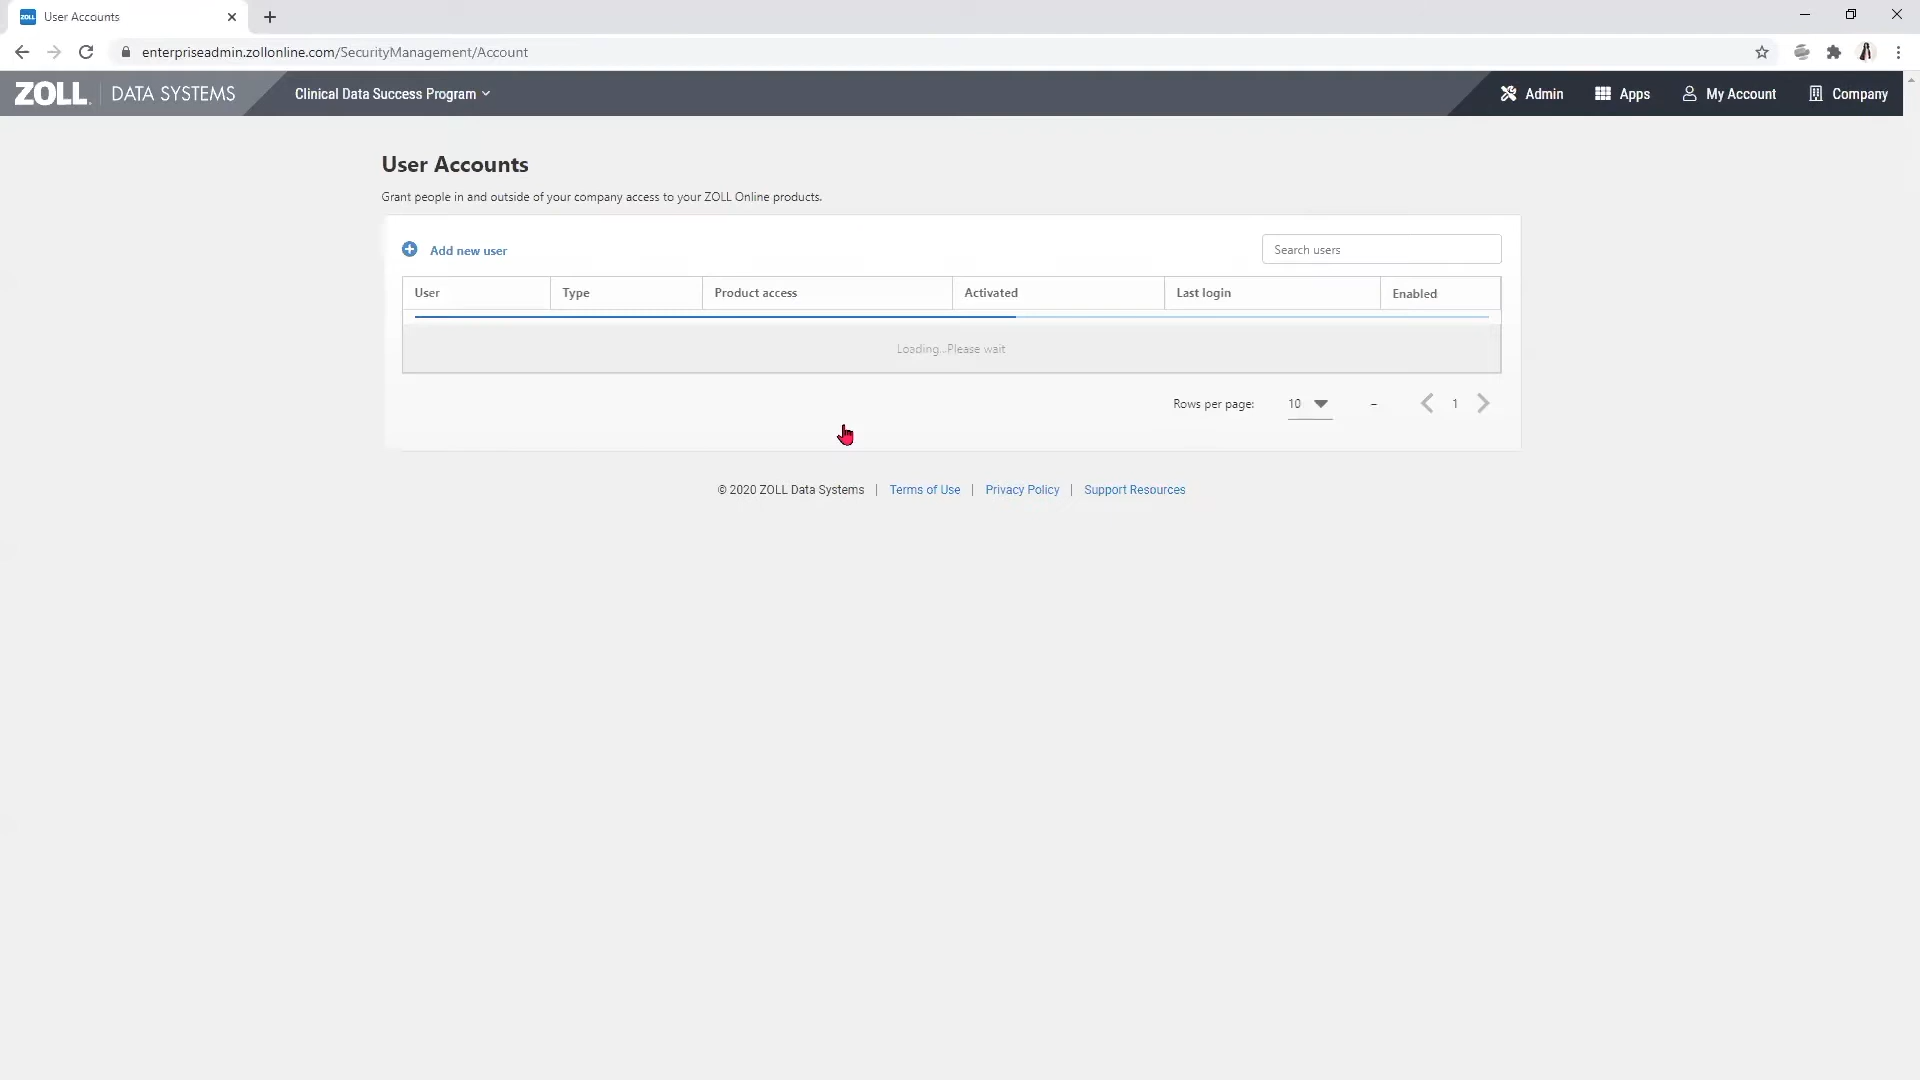 ZOLL User Accounts
enterpriseadmin.zollonline.com/SecurityManagement/Account
ZOLL. DATA SYSTEMS Clinical Data Success Program Admin Apps My Account Company
User Accounts
Grant people in and outside of your company access to your ZOLL Online products.
Add new user Search users
User Type Product access Activated Last login Enabled
Loading...Please wait
Rows per page: 10 – 1
© 2020 ZOLL Data Systems | Terms of Use | Privacy Policy | Support Resources